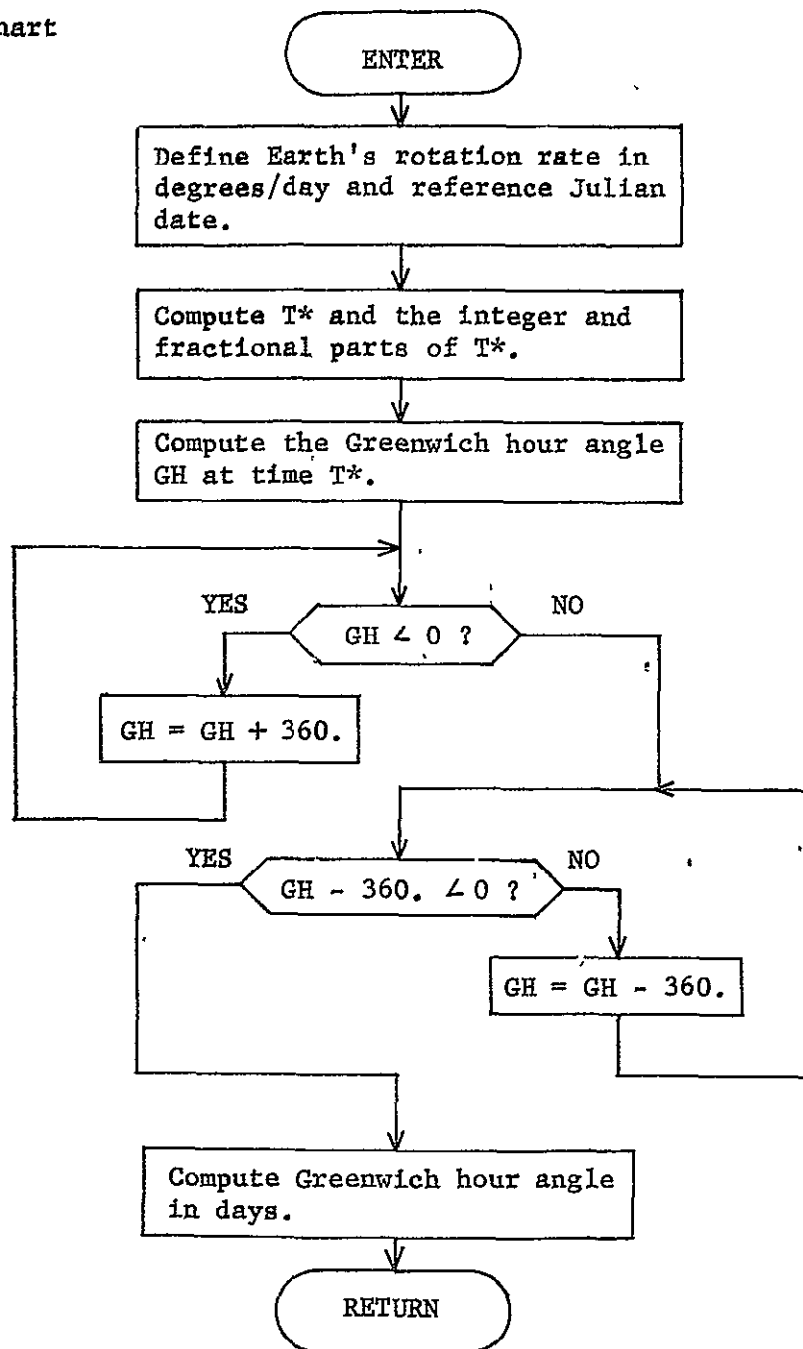 ENTER
Define Earth's rotation rate in
degrees/day and reference Julian
date.
Compute T* and the integer and
fractional parts of T*.
Compute the Greenwich hour angle
GH at time T*.
YES
NO
GH ∠ 0 ?
GH = GH + 360.
YES
NO
GH - 360. ∠ 0 ?
GH = GH - 360.
Compute Greenwich hour angle
in days.
RETURN